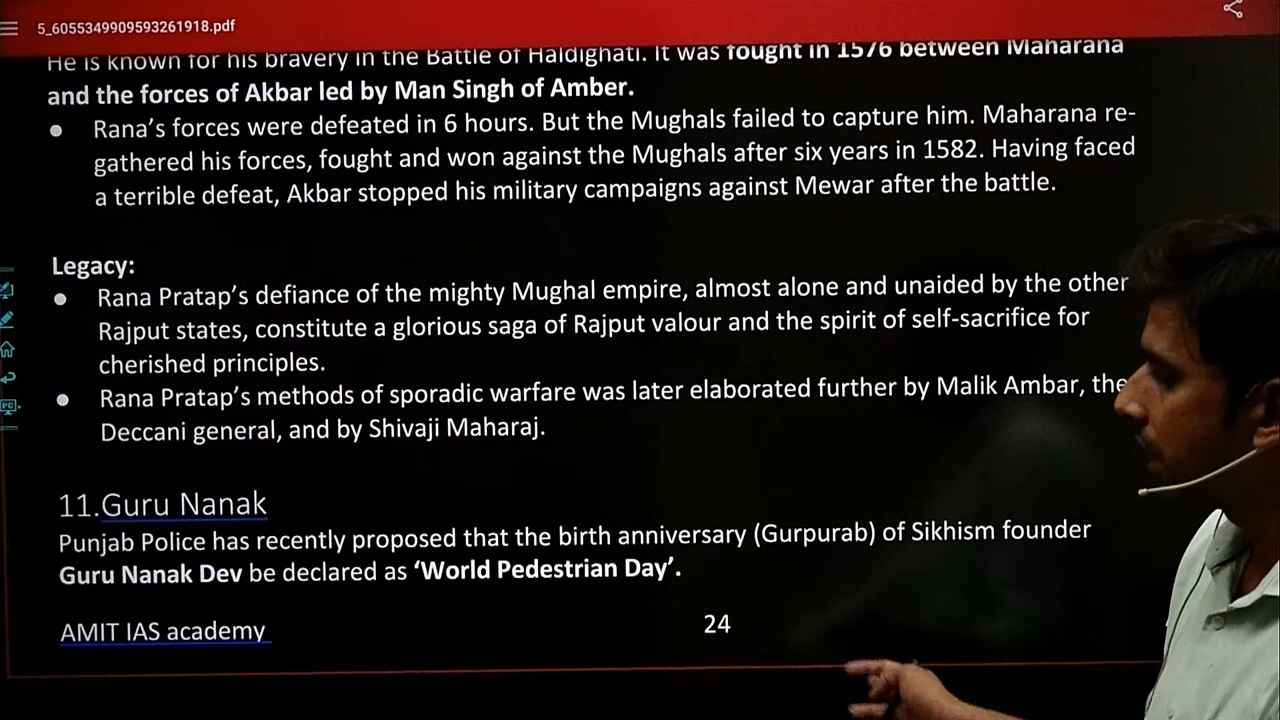 5_6055349909593261918.pdf
He is known for his bravery in the Battle of Haldighati. It was fought in 1576 between Maharana
and the forces of Akbar led by Man Singh of Amber.
● Rana's forces were defeated in 6 hours. But the Mughals failed to capture him. Maharana re-
gathered his forces, fought and won against the Mughals after six years in 1582. Having faced
a terrible defeat, Akbar stopped his military campaigns against Mewar after the battle.
Legacy:
● Rana Pratap's defiance of the mighty Mughal empire, almost alone and unaided by the other
Rajput states, constitute a glorious saga of Rajput valour and the spirit of self-sacrifice for
cherished principles.
● Rana Pratap's methods of sporadic warfare was later elaborated further by Malik Ambar, the
Deccani general, and by Shivaji Maharaj.
11.Guru Nanak
Punjab Police has recently proposed that the birth anniversary (Gurpurab) of Sikhism founder
Guru Nanak Dev be declared as ‘World Pedestrian Day’.
AMIT IAS academy
24
PC